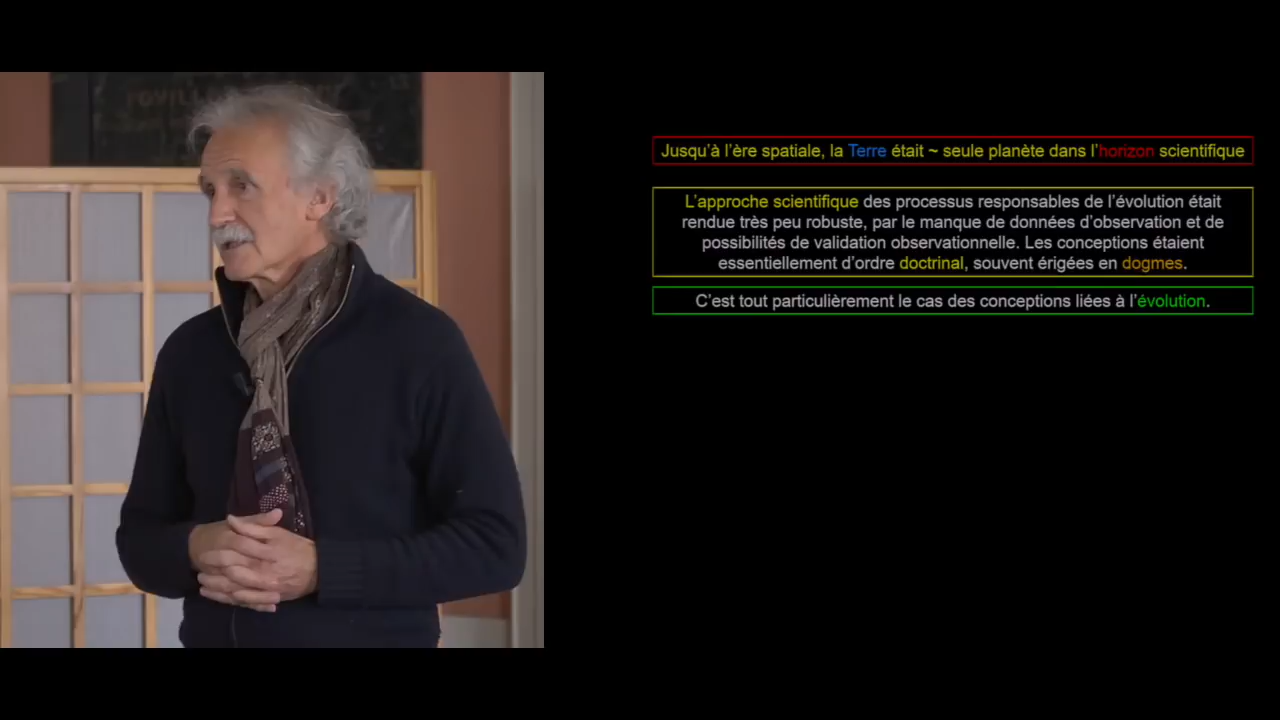 Jusqu'à l'ère spatiale, la Terre était ~ seule planète dans l'horizon scientifique
L'approche scientifique des processus responsables de l'évolution était
rendue très peu robuste, par le manque de données d'observation et de
possibilités de validation observationnelle. Les conceptions étaient
essentiellement d'ordre doctrinal, souvent érigées en dogmes.
C'est tout particulièrement le cas des conceptions liées à l'évolution.